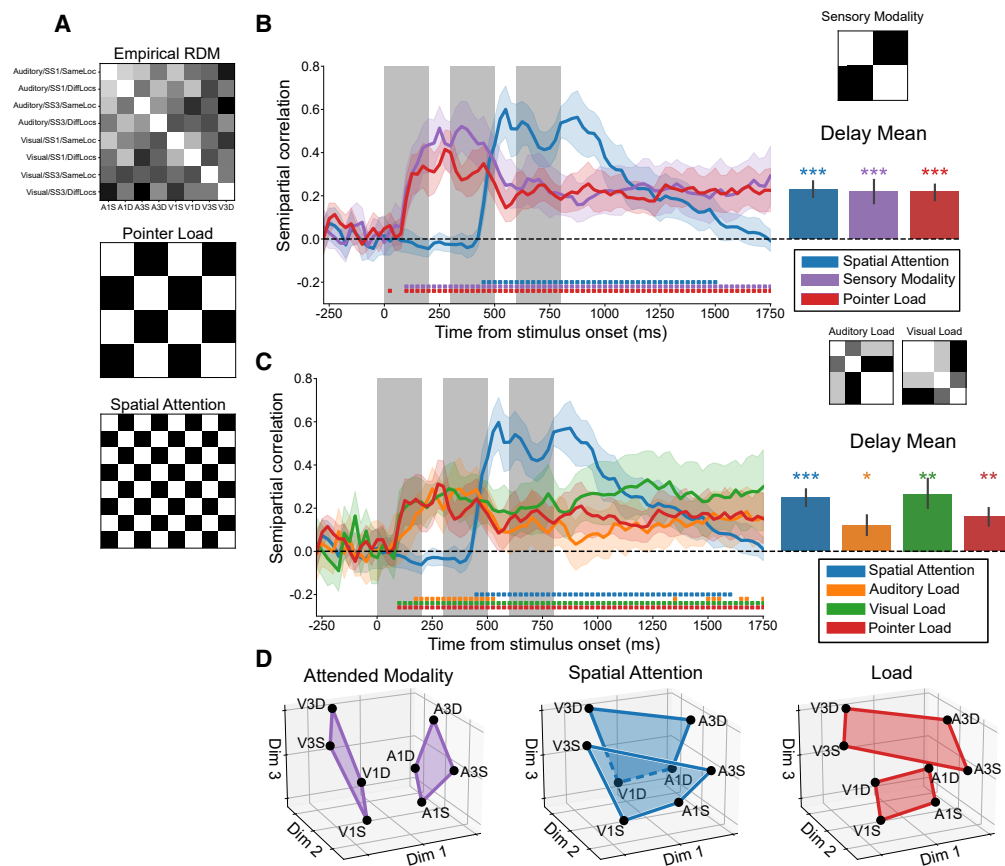 A
Empirical RDM
Auditory/SS1/SameLoc
Auditory/SS1/DiffLocs
Auditory/SS3/SameLoc
Auditory/SS3/DiffLocs
Visual/SS1/SameLoc
Visual/SS1/DiffLocs
Visual/SS3/SameLoc
Visual/SS3/DiffLocs
A1S A1D A3S A3D V1S V1D V3S V3D
Pointer Load
Spatial Attention
B
Semipartial correlation
0.8
0.6
0.4
0.2
0.0
-0.2
-250 0 250 500 750 1000 1250 1500 1750
Time from stimulus onset (ms)
Sensory Modality
Delay Mean
*** *** ***
Spatial Attention
Sensory Modality
Pointer Load
C
Semipartial correlation
0.8
0.6
0.4
0.2
0.0
-0.2
-250 0 250 500 750 1000 1250 1500 1750
Time from stimulus onset (ms)
Auditory Load Visual Load
Delay Mean
*** * ** **
Spatial Attention
Auditory Load
Visual Load
Pointer Load
D
Attended Modality
V3D
A3D
V3S
V1D
A1D
A3S
A1S
V1S
Dim 3
Dim 2
Dim 1
Spatial Attention
V3D
A3D
V3S
A3S
A1D
V1D
A1S
V1S
Dim 3
Dim 2
Dim 1
Load
V3D
A3D
V3S
A3S
A1D
V1D
A1S
V1S
Dim 3
Dim 2
Dim 1